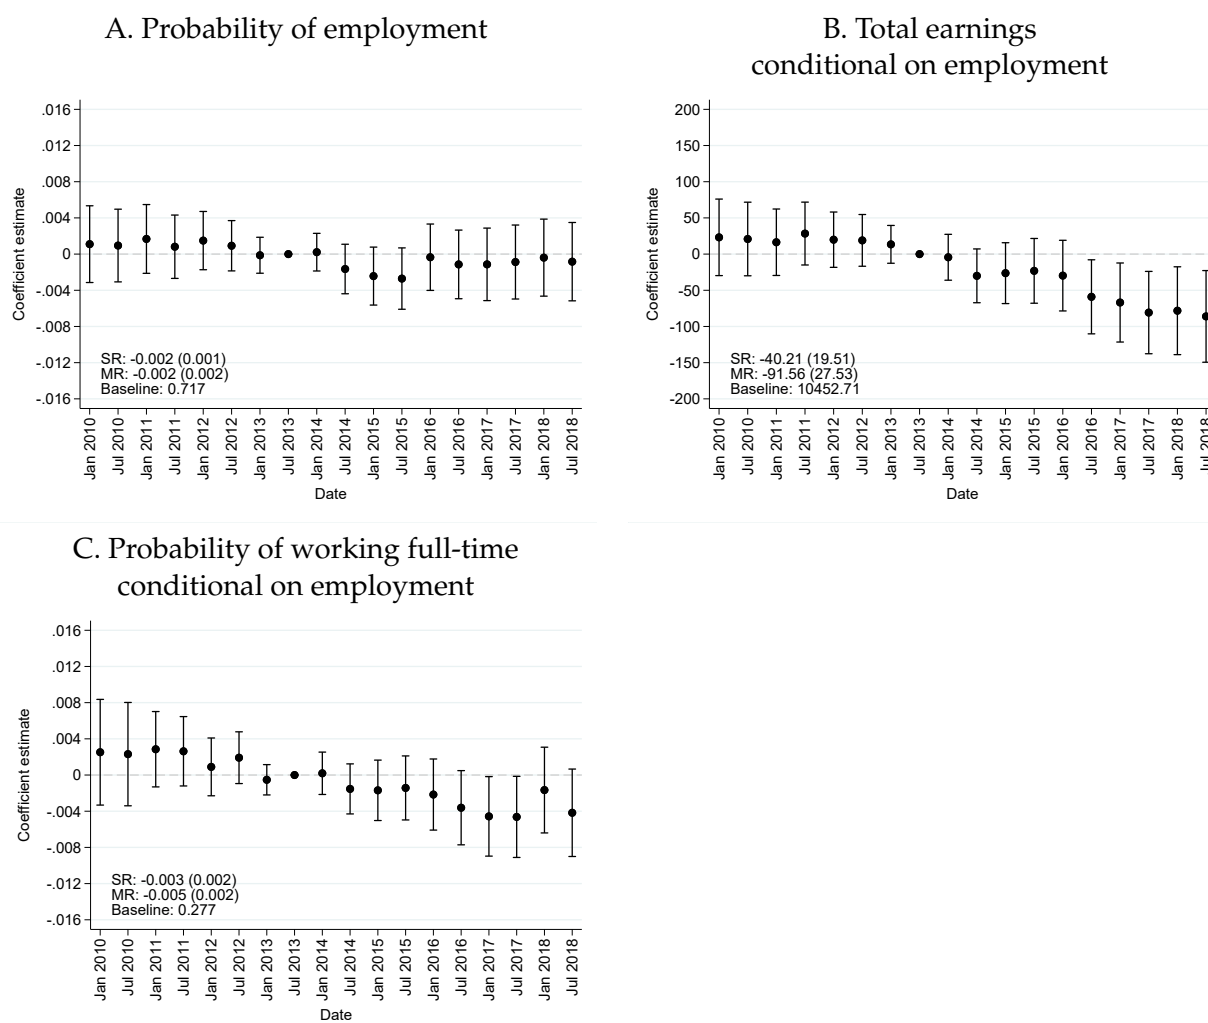 A. Probability of employment
.016
.012
.008
.004
0
-.004
-.008
-.012
-.016
Coefficient estimate
SR: -0.002 (0.001)
MR: -0.002 (0.002)
Baseline: 0.717
Jan 2010
Jul 2010
Jan 2011
Jul 2011
Jan 2012
Jul 2012
Jan 2013
Jul 2013
Jan 2014
Jul 2014
Jan 2015
Jul 2015
Jan 2016
Jul 2016
Jan 2017
Jul 2017
Jan 2018
Jul 2018
Date
B. Total earnings
conditional on employment
200
150
100
50
0
-50
-100
-150
-200
Coefficient estimate
SR: -40.21 (19.51)
MR: -91.56 (27.53)
Baseline: 10452.71
Jan 2010
Jul 2010
Jan 2011
Jul 2011
Jan 2012
Jul 2012
Jan 2013
Jul 2013
Jan 2014
Jul 2014
Jan 2015
Jul 2015
Jan 2016
Jul 2016
Jan 2017
Jul 2017
Jan 2018
Date
C. Probability of working full-time
conditional on employment
.016
.012
.008
.004
0
-.004
-.008
-.012
-.016
Coefficient estimate
SR: -0.003 (0.002)
MR: -0.005 (0.002)
Baseline: 0.277
Jan 2010
Jul 2010
Jan 2011
Jul 2011
Jan 2012
Jul 2012
Jan 2013
Jul 2013
Jan 2014
Jul 2014
Jan 2015
Jul 2015
Jan 2016
Jul 2016
Jan 2017
Jul 2017
Jan 2018
Jul 2018
Date